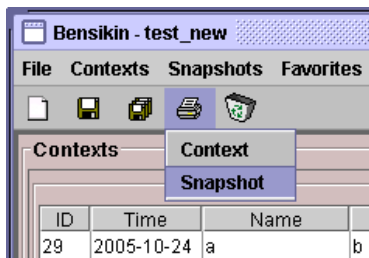 Bensikin - test_new
File Contexts Snapshots Favorites
Contexts
Context
Snapshot
ID Time Name
29 2005-10-24 a b